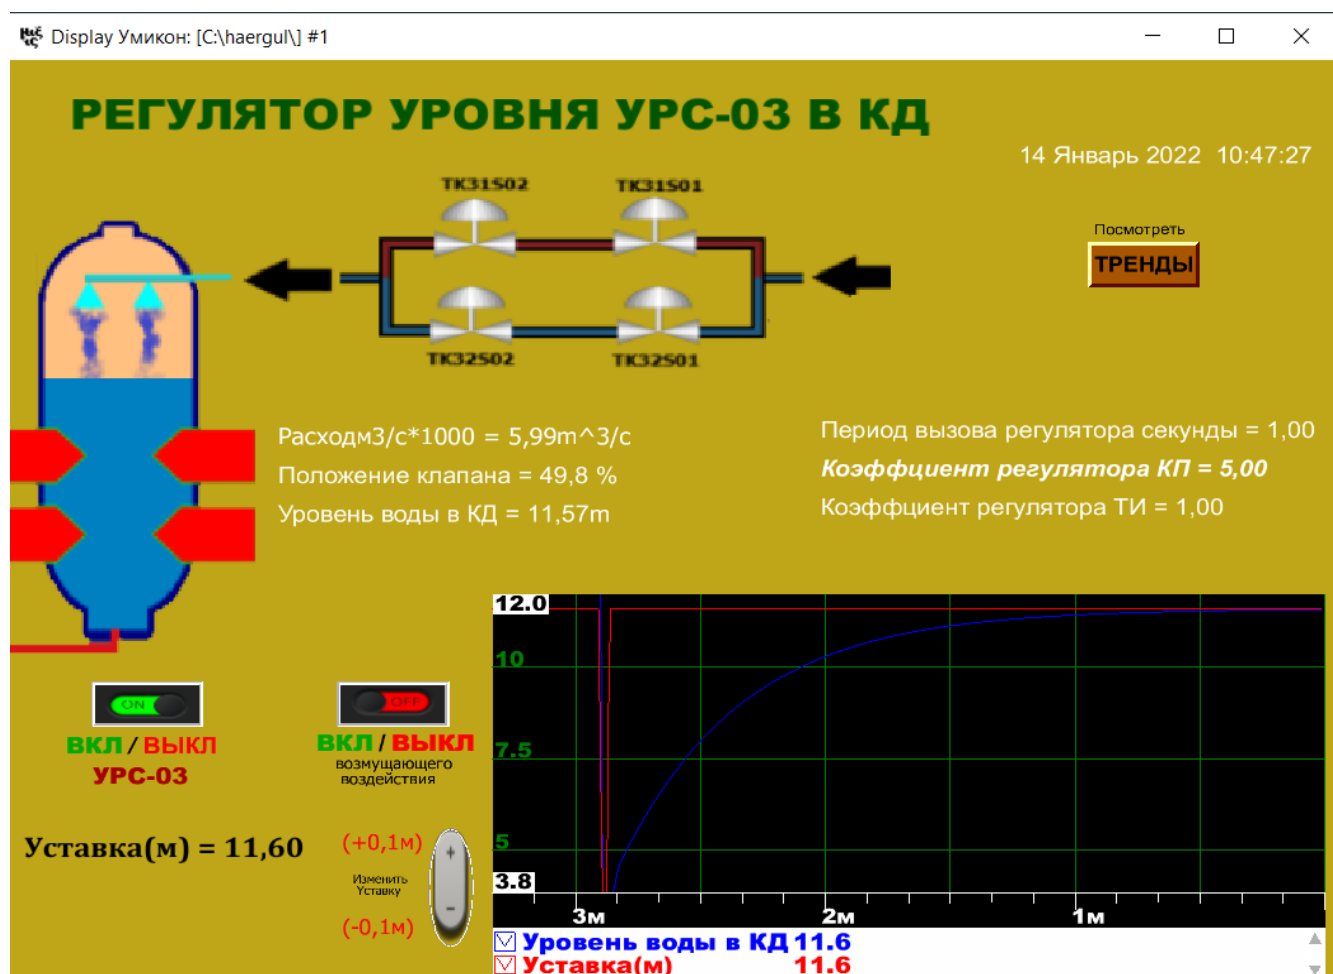 Display Умикон: [C:\haergul\] #1
РЕГУЛЯТОР УРОВНЯ УРС-03 В КД
14 Январь 2022 10:47:27
ТК31S02
ТК31S01
Посмотреть
ТРЕНДЫ
ТК32S02
ТК32S01
Расходм3/с*1000 = 5,99m^3/с
Положение клапана = 49,8 %
Уровень воды в КД = 11,57m
Период вызова регулятора секунды = 1,00
Коэффциент регулятора КП = 5,00
Коэффциент регулятора ТИ = 1,00
12.0
10
7.5
5
3.8
3м
2м
1м
ON
ВКЛ / ВЫКЛ
УРС-03
OFF
ВКЛ / ВЫКЛ
возмущающего
воздействия
Уставка(м) = 11,60
(+0,1м)
Изменить
Уставку
(-0,1м)
+
−
Уровень воды в КД 11.6
Уставка(м) 11.6